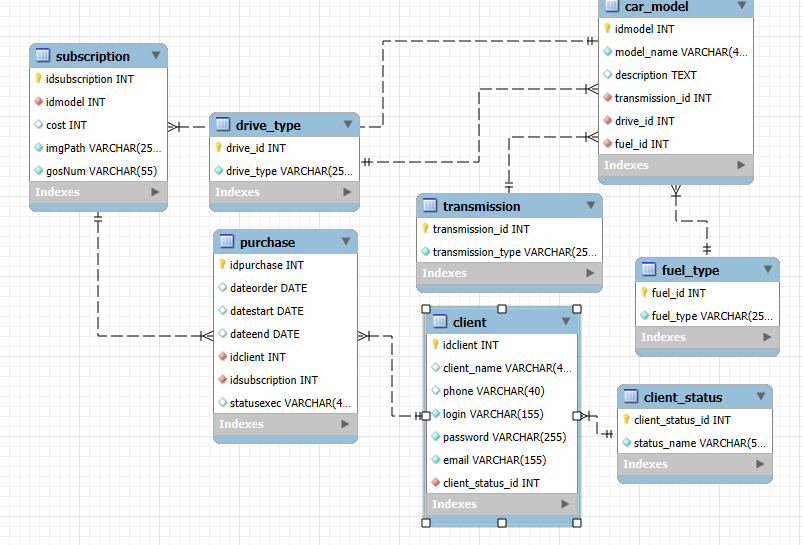 car_model
idmodel INT
model_name VARCHAR(4...
description TEXT
transmission_id INT
drive_id INT
fuel_id INT
Indexes
subscription
idsubscription INT
idmodel INT
cost INT
imgPath VARCHAR(25...
gosNum VARCHAR(55)
Indexes
drive_type
drive_id INT
drive_type VARCHAR(25...
Indexes
transmission
transmission_id INT
transmission_type VARCHAR(25...
Indexes
purchase
idpurchase INT
dateorder DATE
datestart DATE
dateend DATE
idclient INT
idsubscription INT
statusexec VARCHAR(4...
Indexes
fuel_type
fuel_id INT
fuel_type VARCHAR(25...
Indexes
client
idclient INT
client_name VARCHAR(4...
phone VARCHAR(40)
login VARCHAR(155)
password VARCHAR(255)
email VARCHAR(155)
client_status_id INT
Indexes
client_status
client_status_id INT
status_name VARCHAR(5...
Indexes